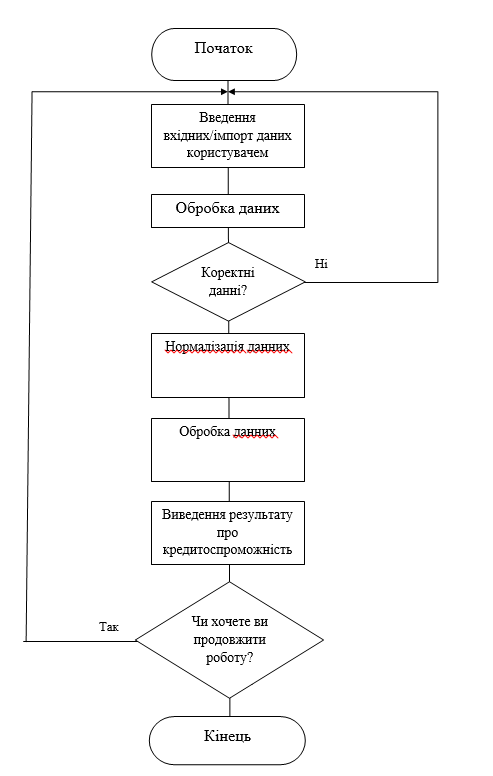 Початок
Введення
вхідних/імпорт даних
користувачем
Обробка даних
Ні
Коректні
данні?
Нормалізація данних
Обробка данних
Виведення результату
про
кредитоспроможність
Так
Чи хочете ви
продовжити
роботу?
Кінець